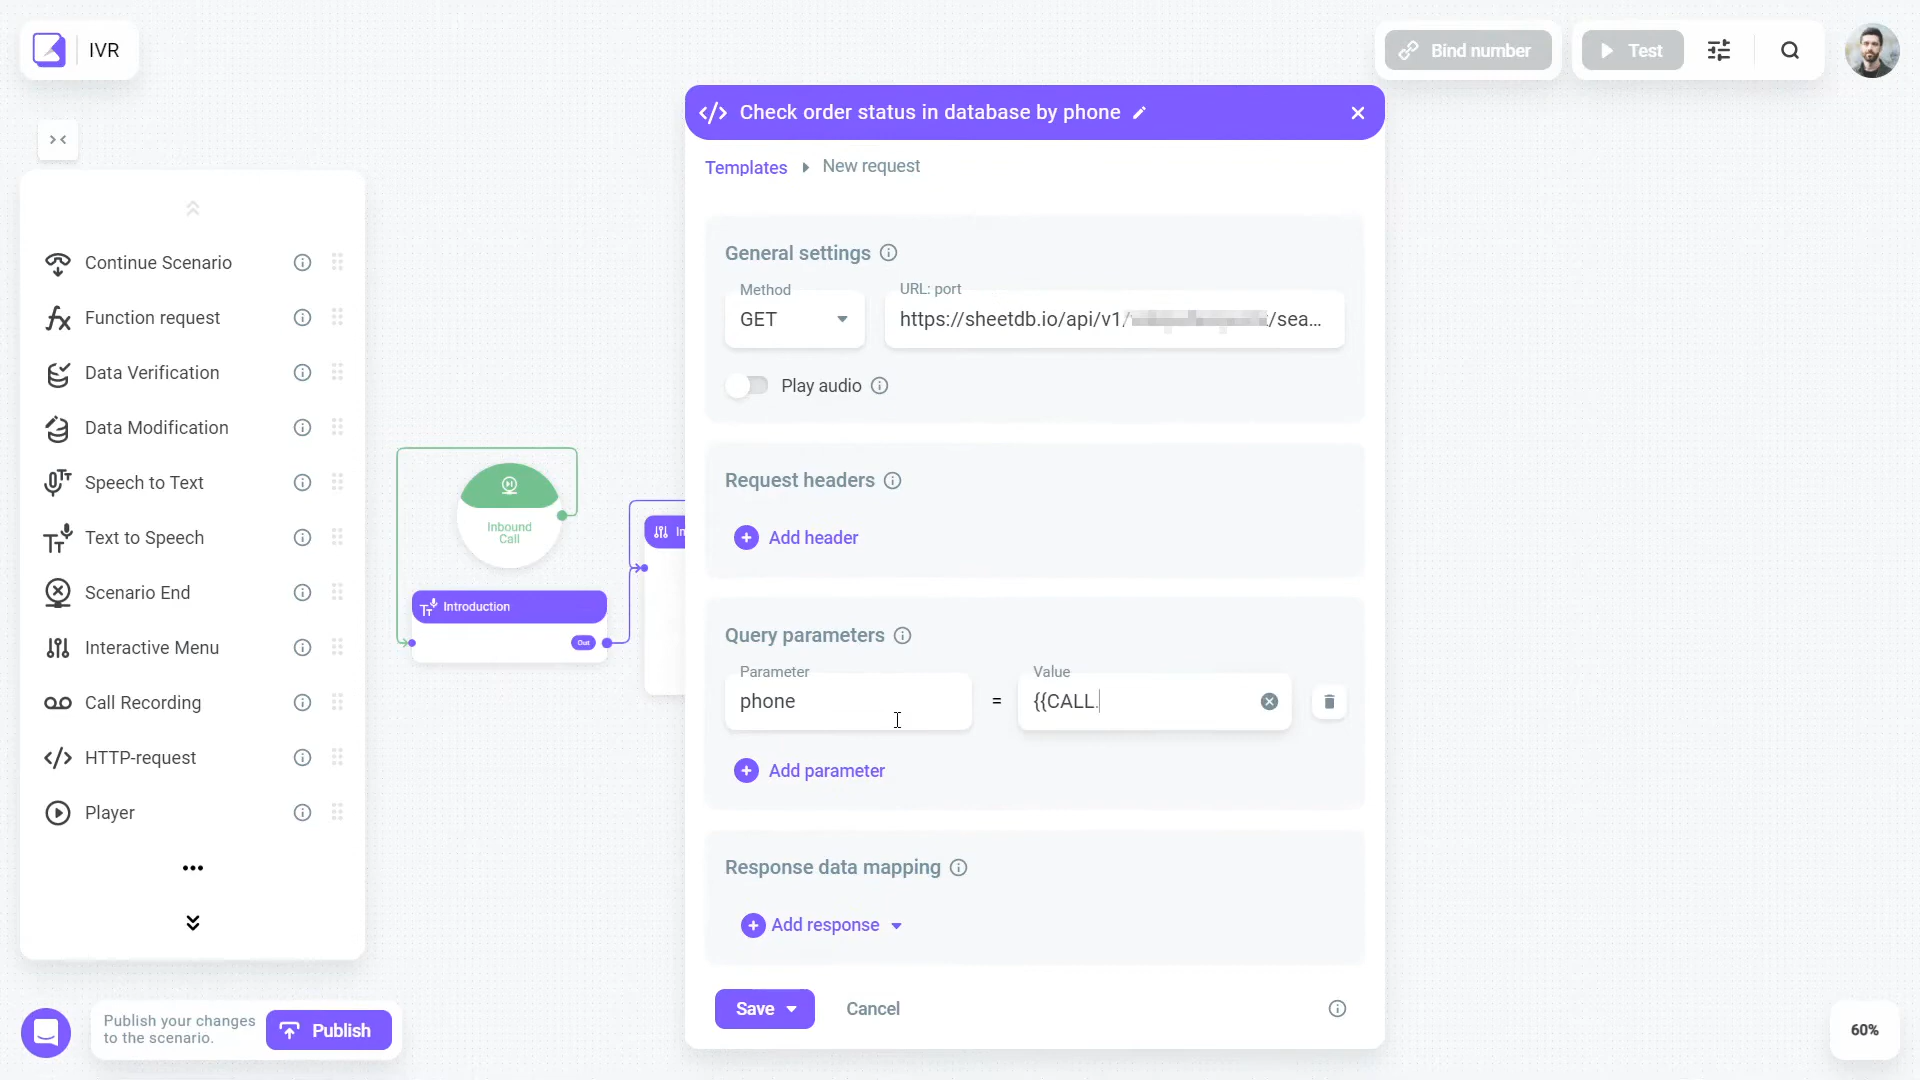 IVR
Bind number
Test
Check order status in database by phone
Templates
New request
Continue Scenario
Function request
Data Verification
Data Modification
Speech to Text
Text to Speech
Scenario End
Interactive Menu
Call Recording
HTTP-request
Player
Publish your changes
to the scenario.
Publish
Inbound
Call
Introduction
Out
In
General settings
Method
GET
URL: port
https://sheetdb.io/api/v1/ /sea...
Play audio
Request headers
Add header
Query parameters
Parameter
phone
=
Value
{{CALL.
Add parameter
Response data mapping
Add response
Save
Cancel
60%